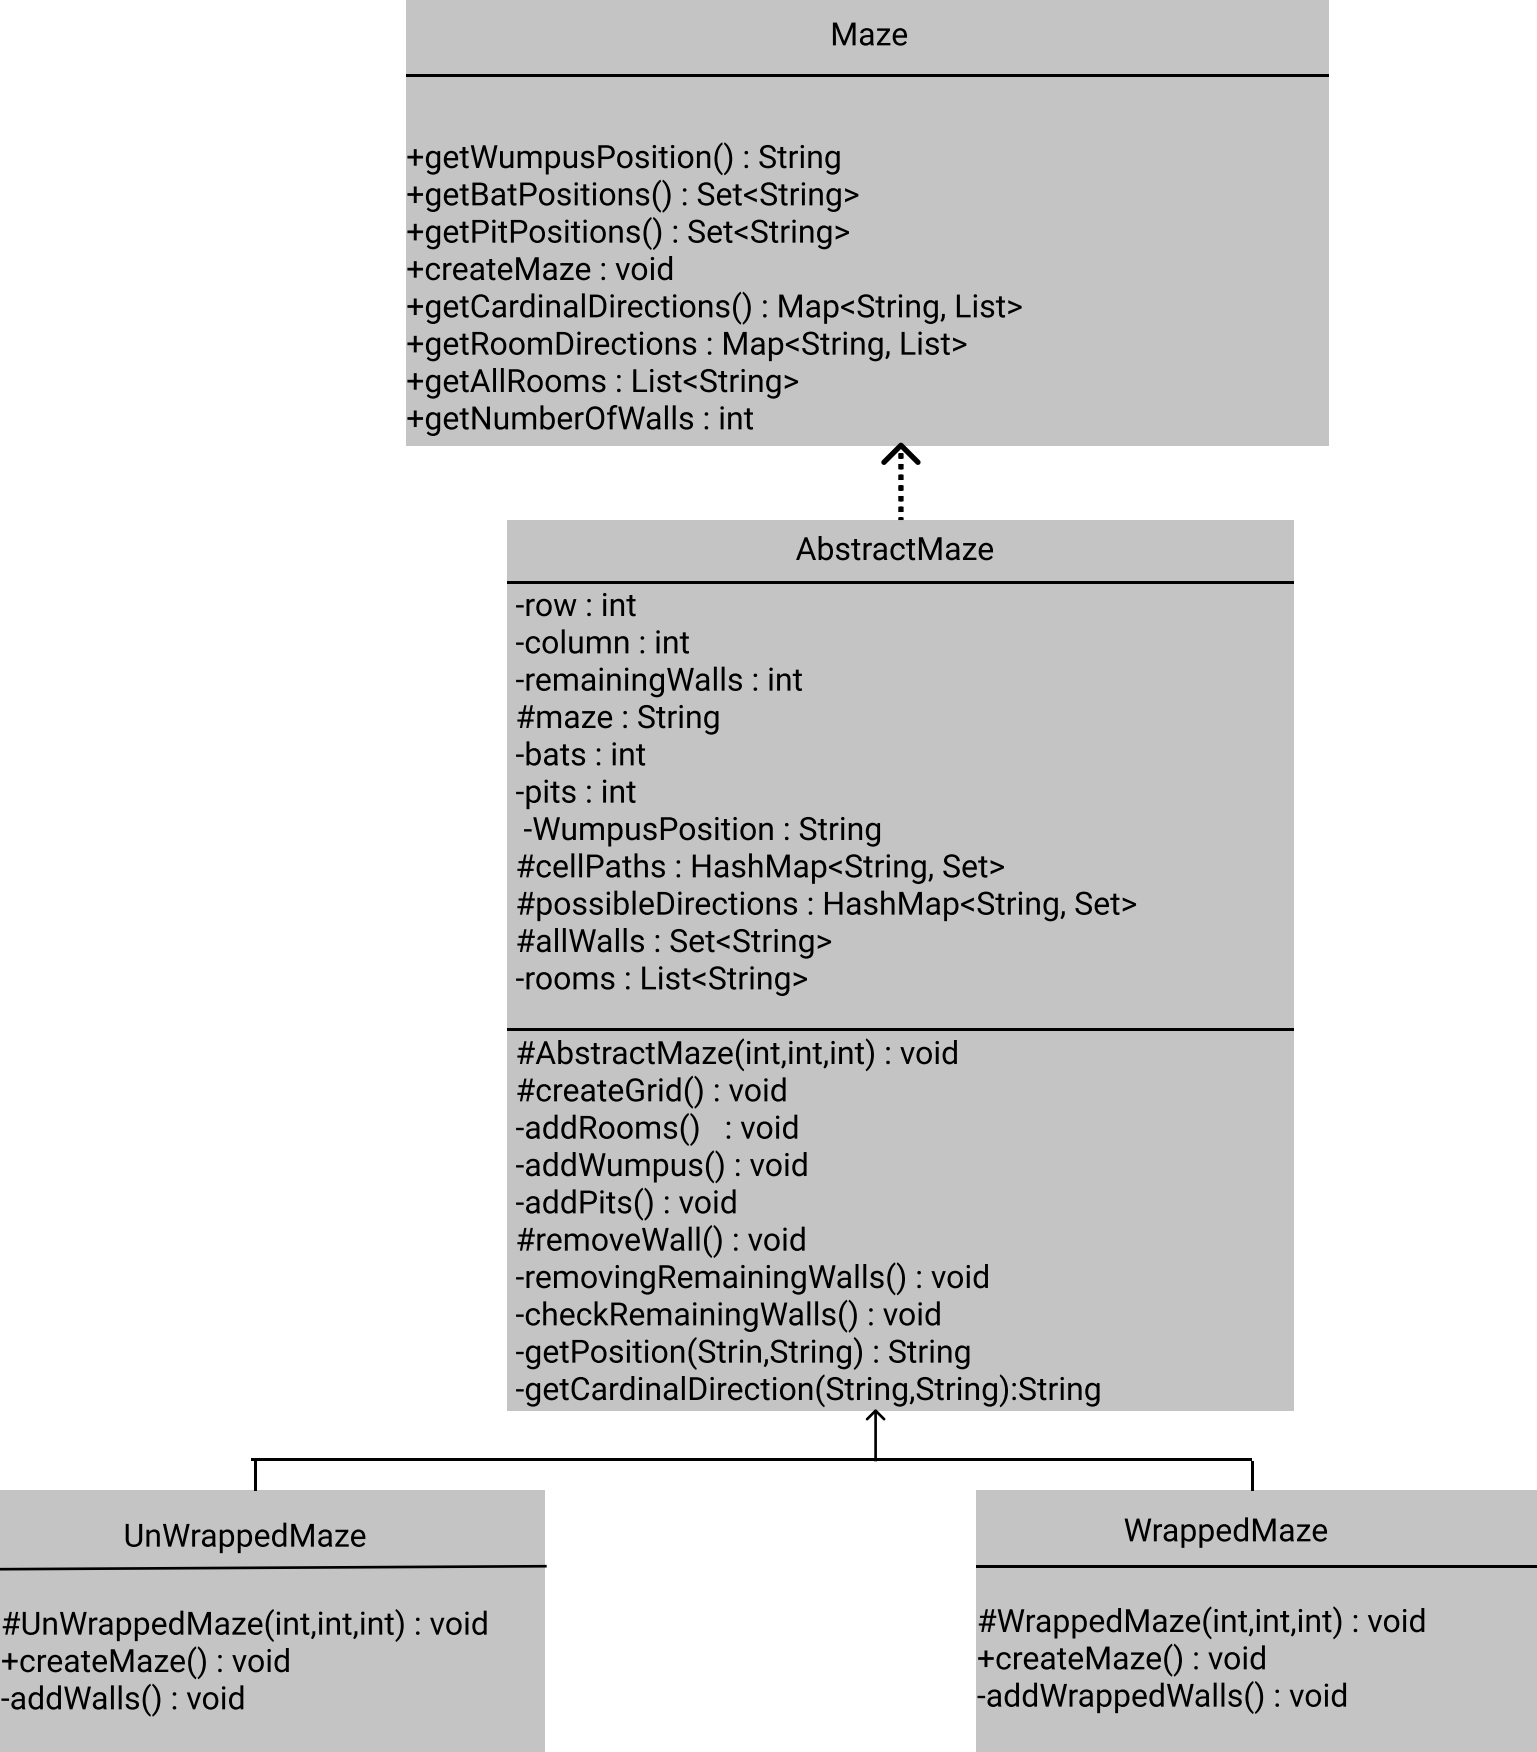 Maze
+getWumpusPosition() : String
+getBatPositions() : Set<String>
+getPitPositions() : Set<String>
+createMaze : void
+getCardinalDirections() : Map<String, List>
+getRoomDirections : Map<String, List>
+getAllRooms : List<String>
+getNumberOfWalls : int
AbstractMaze
-row : int
-column : int
-remainingWalls : int
#maze : String
-bats : int
-pits : int
-WumpusPosition : String
#cellPaths : HashMap<String, Set>
#possibleDirections : HashMap<String, Set>
#allWalls : Set<String>
-rooms : List<String>
#AbstractMaze(int,int,int) : void
#createGrid() : void
-addRooms()   : void
-addWumpus() : void
-addPits() : void
#removeWall() : void
-removingRemainingWalls() : void
-checkRemainingWalls() : void
-getPosition(Strin,String) : String
-getCardinalDirection(String,String):String
UnWrappedMaze
#UnWrappedMaze(int,int,int) : void
+createMaze() : void
-addWalls() : void
WrappedMaze
#WrappedMaze(int,int,int) : void
+createMaze() : void
-addWrappedWalls() : void